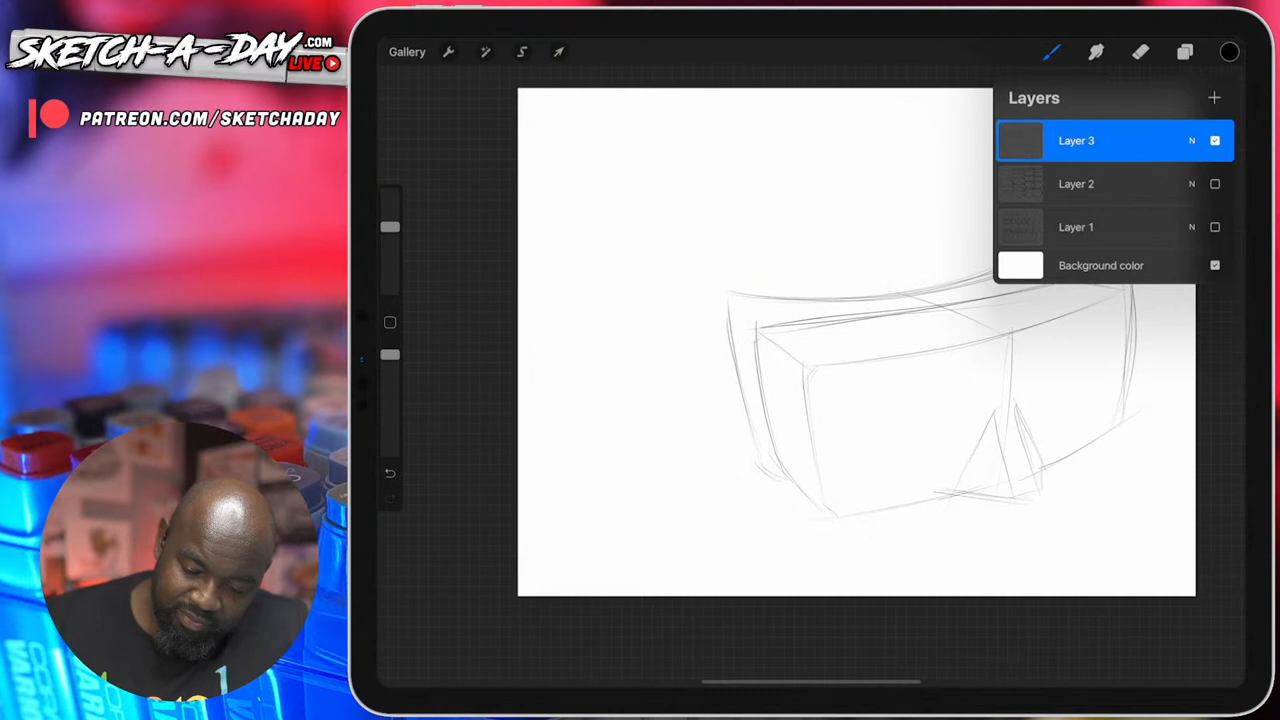 SKETCH-A-DAY.COM
LIVE
PATREON.COM/SKETCHADAY
Gallery
Layers
Layer 3
N
Layer 2
N
Layer 1
N
Background color